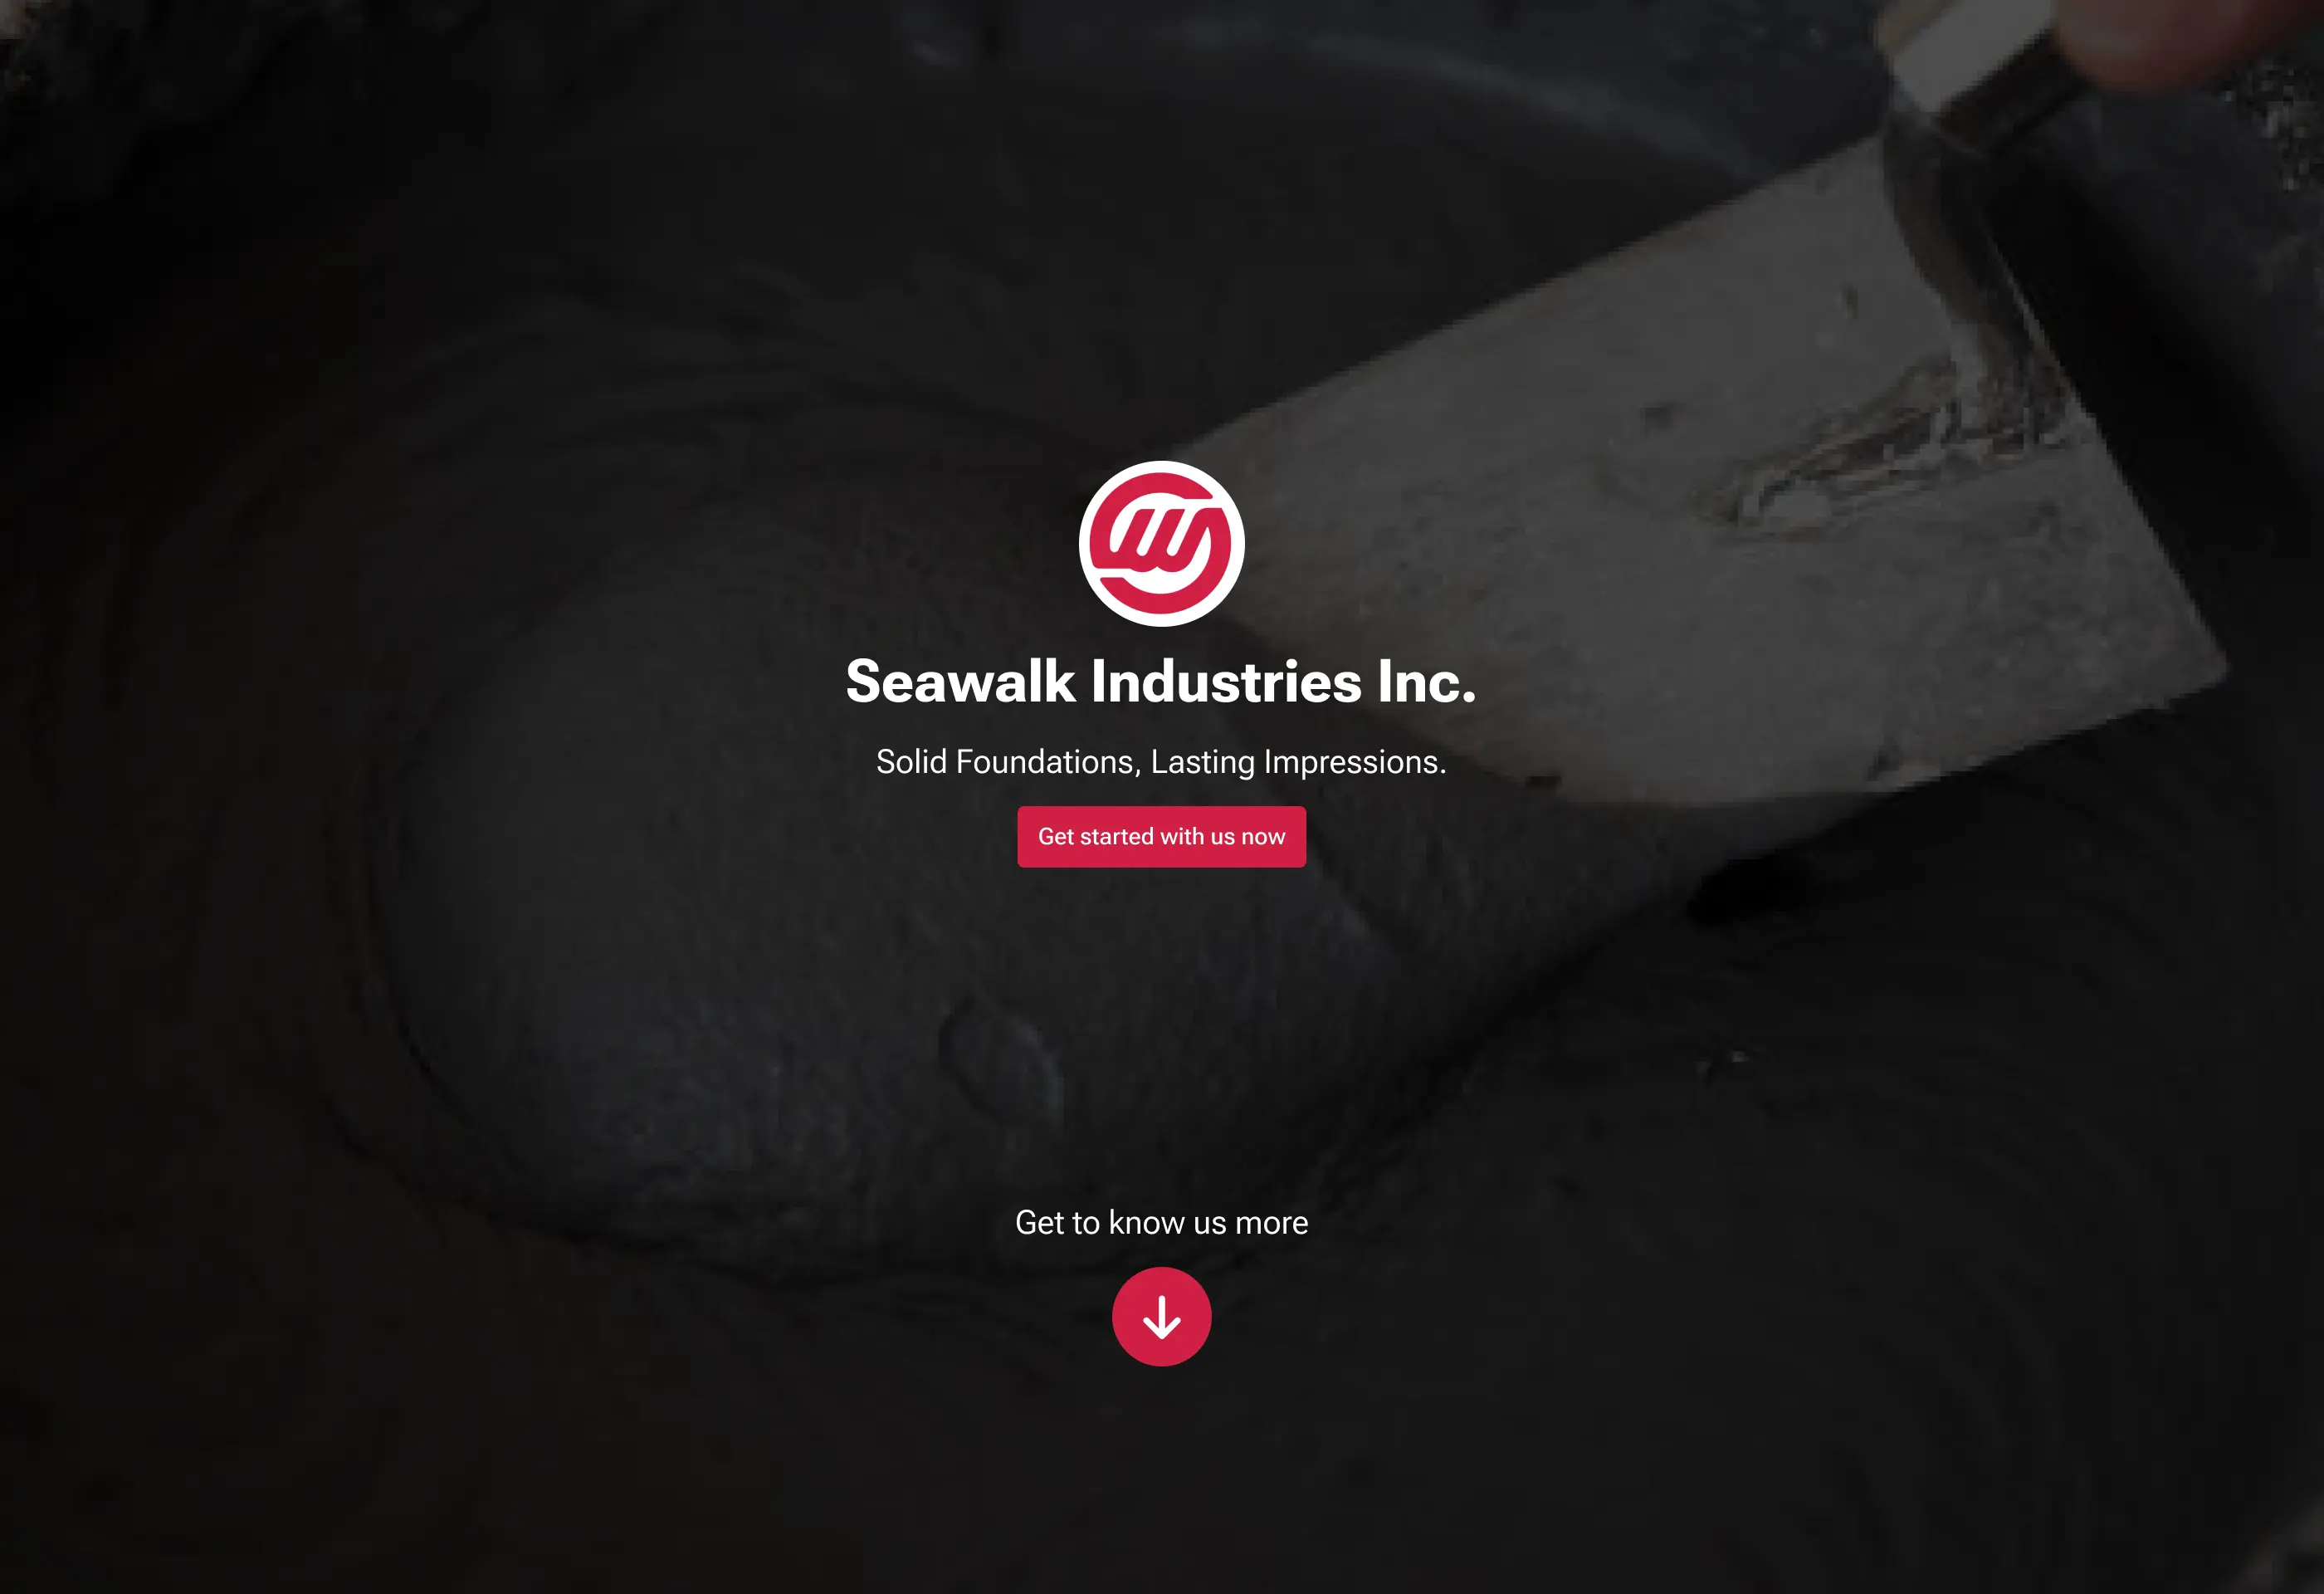 Seawalk Industries Inc.
Solid Foundations, Lasting Impressions.
Get started with us now
Get to know us more